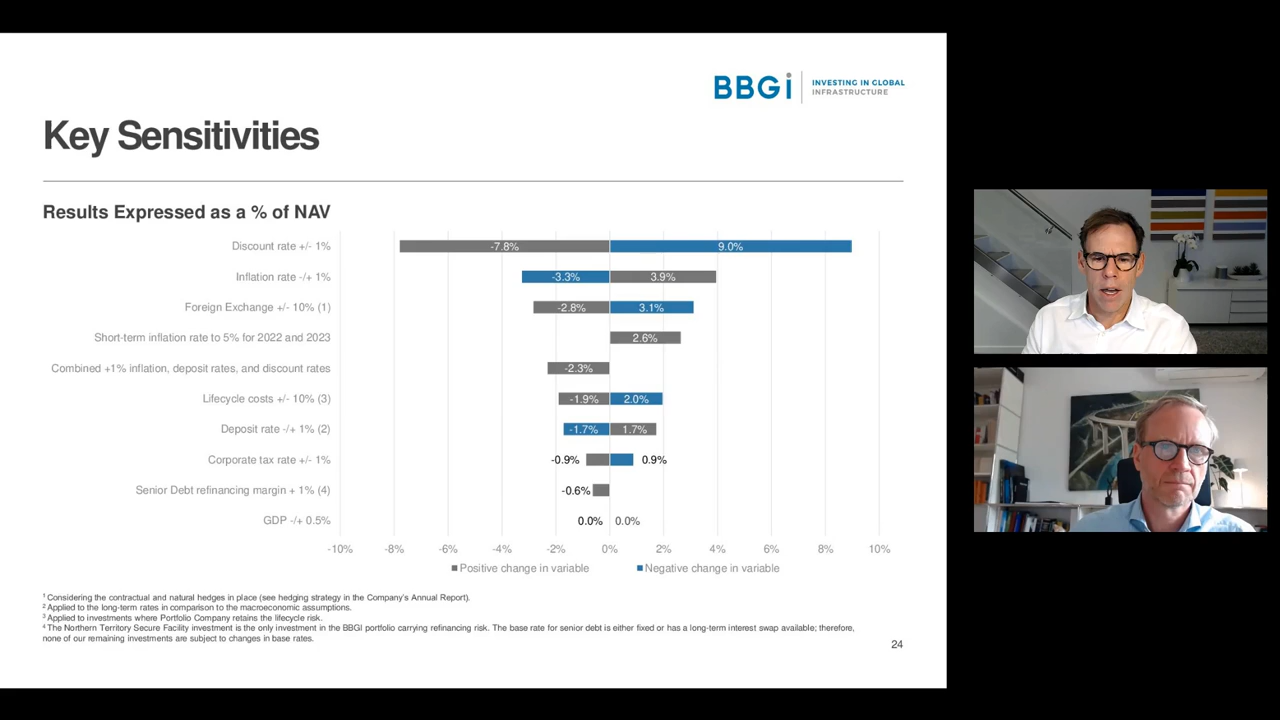 BBGi
INVESTING IN GLOBAL
INFRASTRUCTURE
Key Sensitivities
Results Expressed as a % of NAV
Discount rate +/- 1%
-7.8%
9.0%
Inflation rate -/+ 1%
-3.3%
3.9%
Foreign Exchange +/- 10% (1)
-2.8%
3.1%
Short-term inflation rate to 5% for 2022 and 2023
2.6%
Combined +1% inflation, deposit rates, and discount rates
-2.3%
Lifecycle costs +/- 10% (3)
-1.9%
2.0%
Deposit rate -/+ 1% (2)
-1.7%
1.7%
Corporate tax rate +/- 1%
-0.9%
0.9%
Senior Debt refinancing margin + 1% (4)
-0.6%
GDP -/+ 0.5%
0.0%
0.0%
-10%
-8%
-6%
-4%
-2%
0%
2%
4%
6%
8%
10%
Positive change in variable
Negative change in variable
1 Considering the contractual and natural hedges in place (see hedging strategy in the Company's Annual Report).
2 Applied to the long-term rates in comparison to the macroeconomic assumptions.
3 Applied to investments where Portfolio Company retains the lifecycle risk.
4 The Northern Territory Secure Facility investment is the only investment in the BBGI portfolio carrying refinancing risk. The base rate for senior debt is either fixed or has a long-term interest swap available; therefore,
none of our remaining investments are subject to changes in base rates.
24